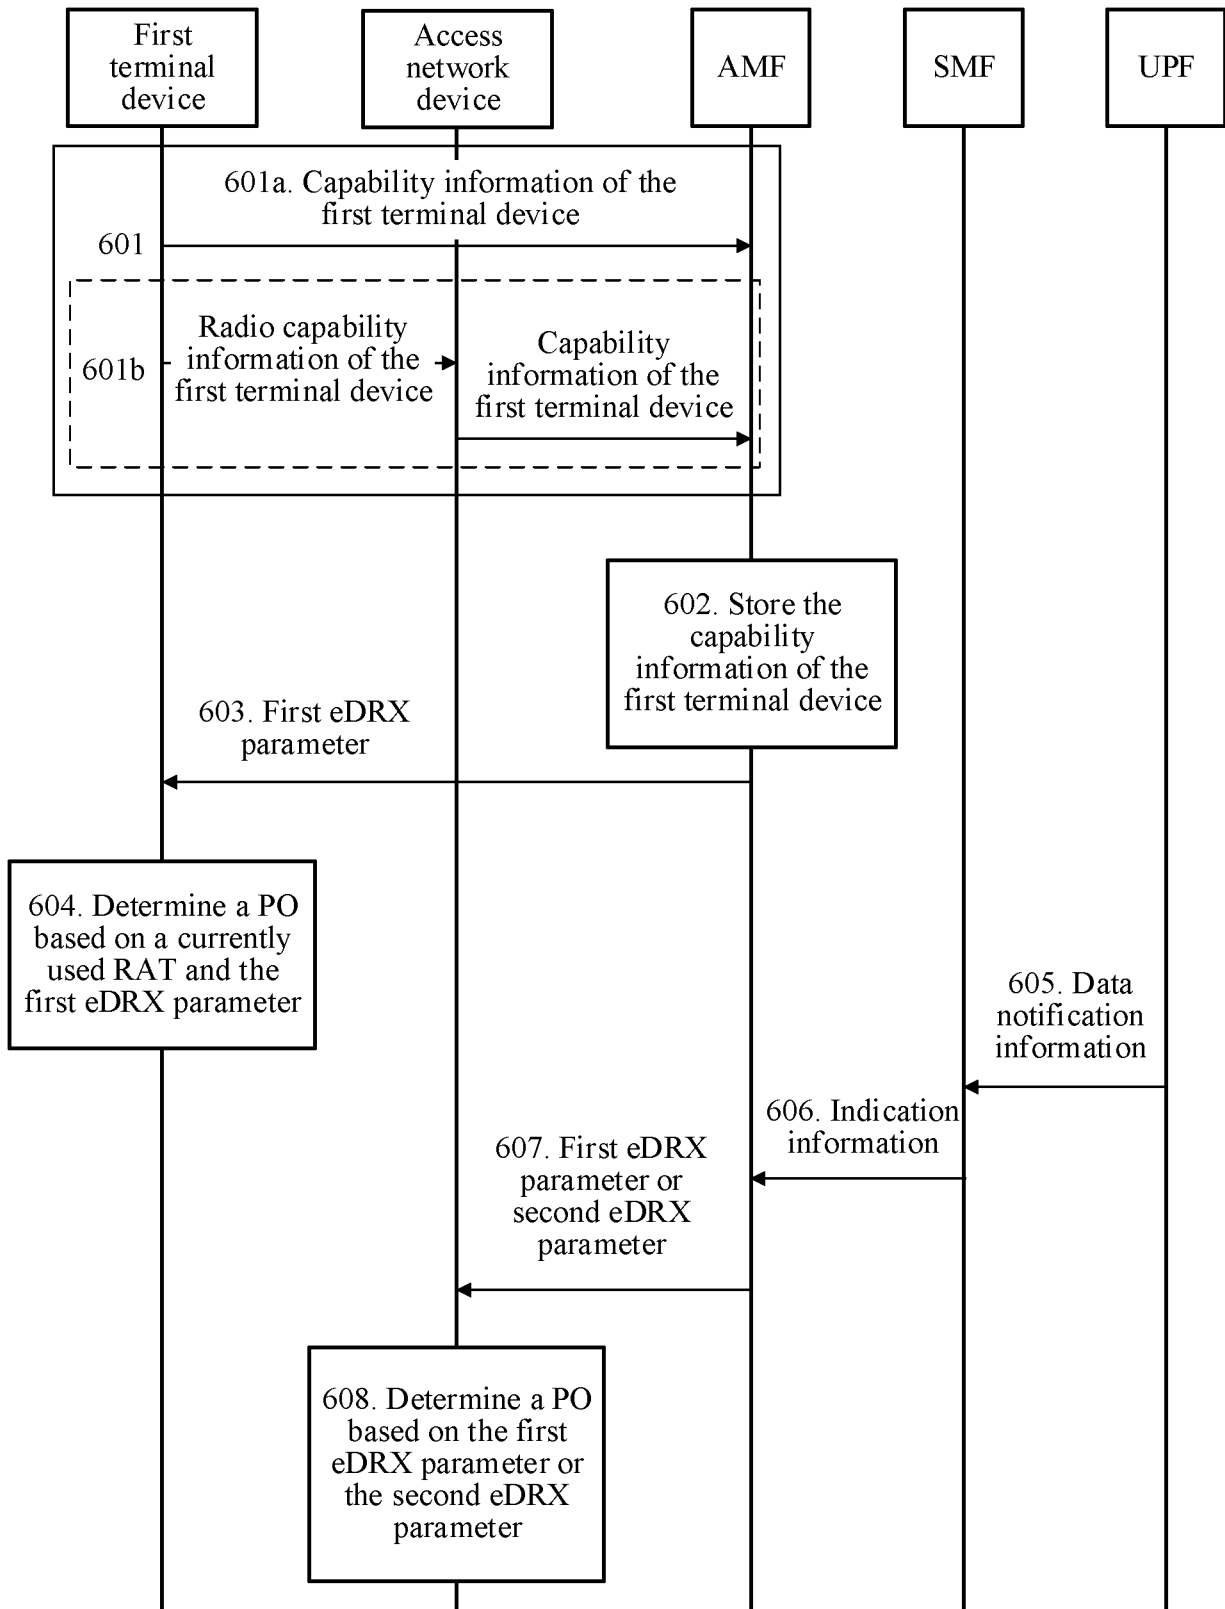 First
terminal
device
Access
network
device
AMF
SMF
UPF
601a. Capability information of the
first terminal device
601
601b
Radio capability
information of the
first terminal device
Capability
information of the
first terminal device
602. Store the
capability
information of the
first terminal device
603. First eDRX
parameter
604. Determine a PO
based on a currently
used RAT and the
first eDRX parameter
605. Data
notification
information
606. Indication
information
607. First eDRX
parameter or
second eDRX
parameter
608. Determine a PO
based on the first
eDRX parameter or
the second eDRX
parameter